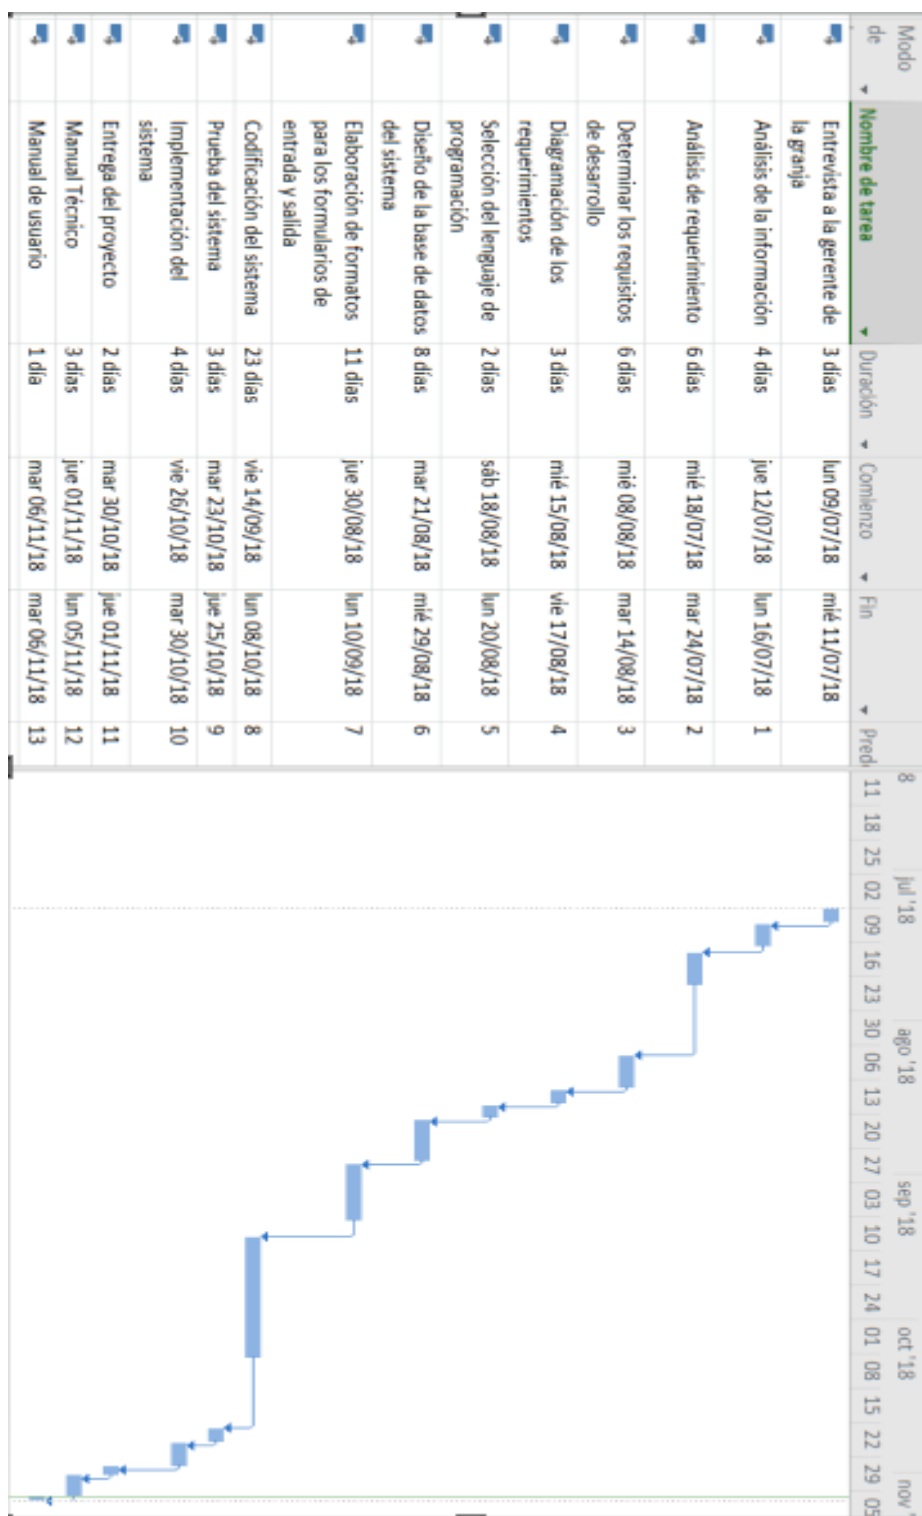 Modo de
Nombre de tarea
Duración
Comienzo
Fin
Pred
Entrevista a la gerente de
la granja
3 días
lun 09/07/18
mié 11/07/18
Análisis de la información
4 días
jue 12/07/18
lun 16/07/18
1
Análisis de requerimiento
6 días
mié 18/07/18
mar 24/07/18
2
Determinar los requisitos
de desarrollo
6 días
mié 08/08/18
mar 14/08/18
3
Diagramación de los
requerimientos
3 días
mié 15/08/18
vie 17/08/18
4
Selección del lenguaje de
programación
2 días
sáb 18/08/18
lun 20/08/18
5
Diseño de la base de datos
del sistema
8 días
mar 21/08/18
mié 29/08/18
6
Elaboración de formatos
para los formularios de
entrada y salida
11 días
jue 30/08/18
lun 10/09/18
7
Codificación del sistema
23 días
vie 14/09/18
lun 08/10/18
8
Prueba del sistema
3 días
mar 23/10/18
jue 25/10/18
9
Implementación del
sistema
4 días
vie 26/10/18
mar 30/10/18
10
Entrega del proyecto
2 días
mar 30/10/18
jue 01/11/18
11
Manual Técnico
3 días
jue 01/11/18
lun 05/11/18
12
Manual de usuario
1 día
mar 06/11/18
mar 06/11/18
13
8 jul '18 ago '18 sep '18 oct '18 nov '
11 18 25 02 09 16 23 30 06 13 20 27 03 10 17 24 01 08 15 22 29 05